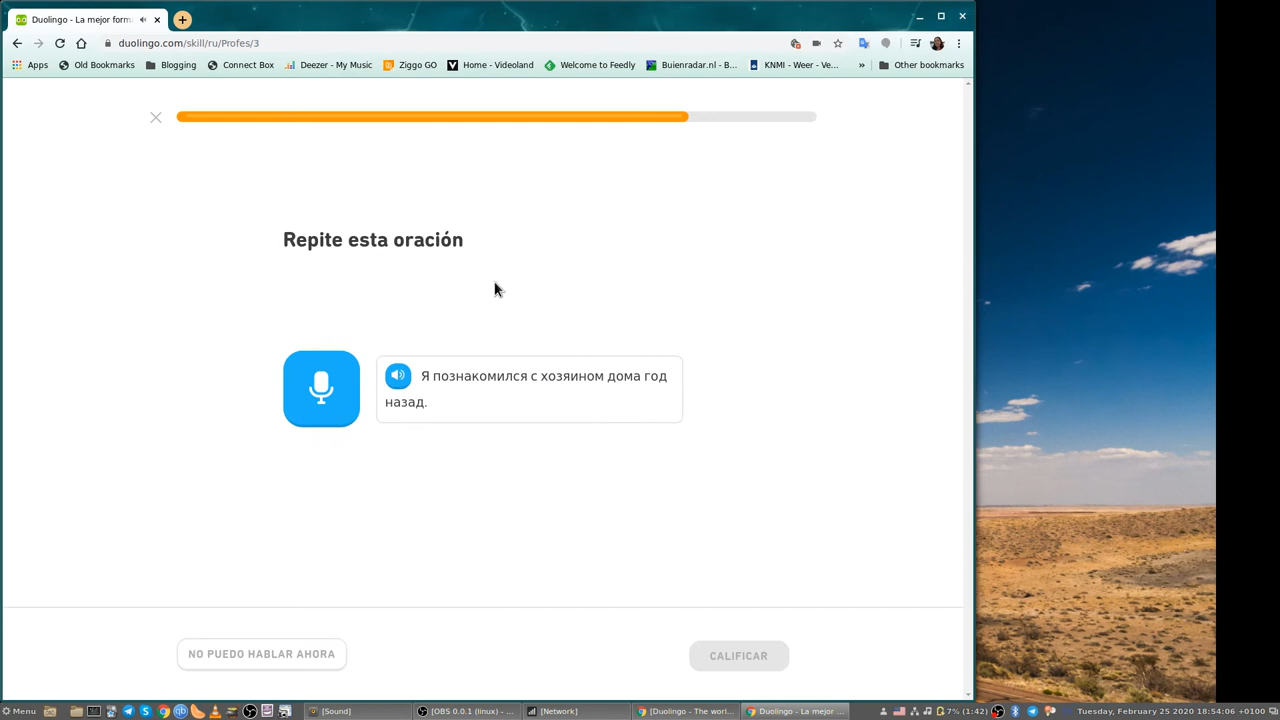 Duolingo - La mejor form
duolingo.com/skill/ru/Profes/3
Apps Old Bookmarks Blogging Connect Box Deezer - My Music Ziggo GO Home - Videoland Welcome to Feedly Buienradar.nl - B... KNMI - Weer - Ve... » Other bookmarks
Repite esta oración
Я познакомился с хозяином дома год
назад.
NO PUEDO HABLAR AHORA
CALIFICAR
Menu [Sound] [OBS 0.0.1 (linux) - ... [Network] [Duolingo - The worl... Duolingo - La mejor ... 7% (1:42) Tuesday, February 25 2020 18:54:06 +0100